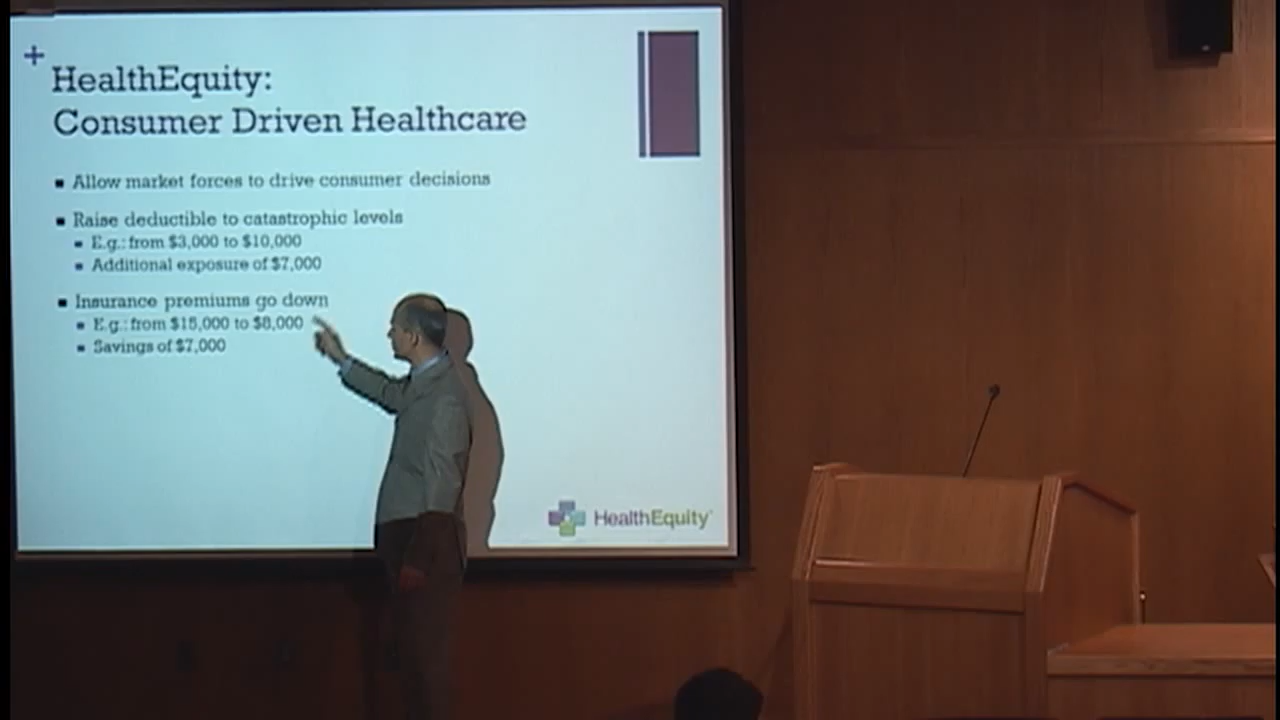 +
HealthEquity:
Consumer Driven Healthcare
Allow market forces to drive consumer decisions
Raise deductible to catastrophic levels
E.g.: from $3,000 to $10,000
Additional exposure of $7,000
Insurance premiums go down
E.g.: from $15,000 to $8,000
Savings of $7,000
HealthEquity